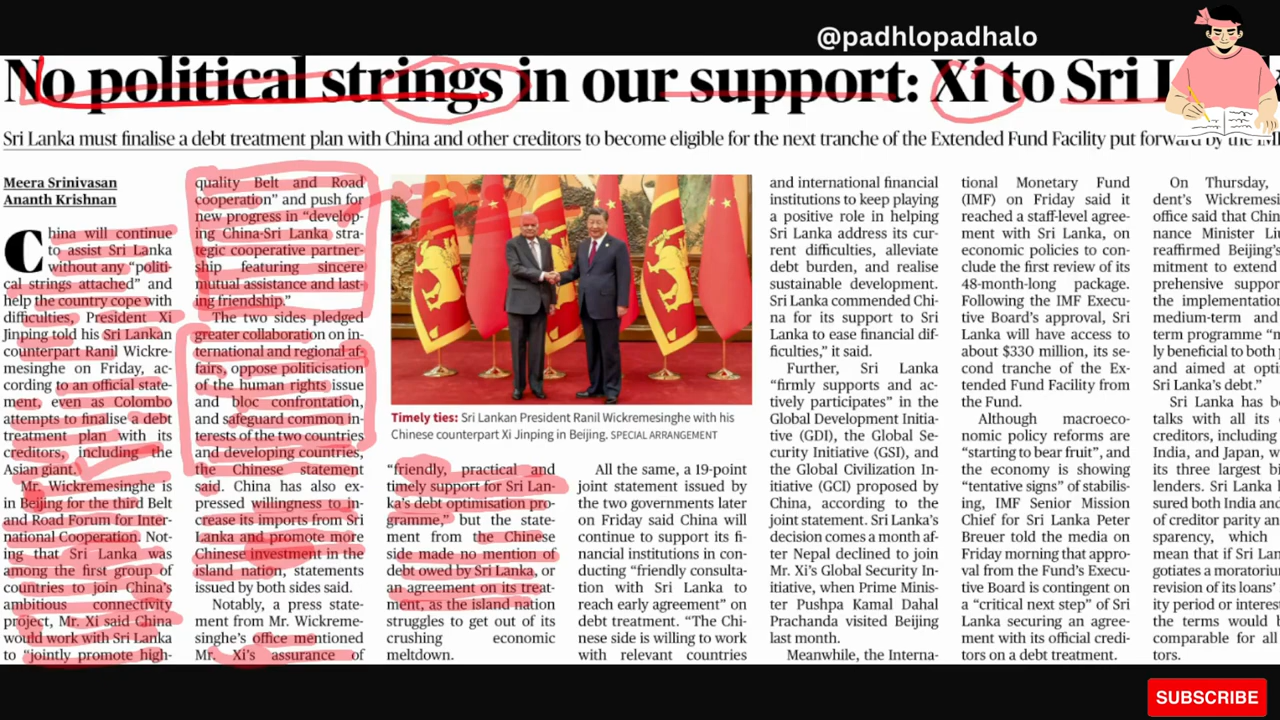 @padhlopadhalo
No political strings in our support: Xi to Sri
Sri Lanka must finalise a debt treatment plan with China and other creditors to become eligible for the next tranche of the Extended Fund Facility put forward by the IM
Meera Srinivasan
Ananth Krishnan
China will continue
to assist Sri Lanka
without any “politi-
cal strings attached” and
help the country cope with
difficulties, President Xi
Jinping told his Sri Lankan
counterpart Ranil Wickre-
mesinghe on Friday, ac-
cording to an official state-
ment, even as Colombo
attempts to finalise a debt
treatment plan with its
creditors, including the
Asian giant.
Mr. Wickremesinghe is
in Beijing for the third Belt
and Road Forum for Inter-
national Cooperation. Not-
ing that Sri Lanka was
among the first group of
countries to join China’s
ambitious connectivity
project, Mr. Xi said China
would work with Sri Lanka
to “jointly promote high-
quality Belt and Road
cooperation” and push for
new progress in “develop-
ing China-Sri Lanka stra-
tegic cooperative partner-
ship featuring sincere
mutual assistance and last-
ing friendship.”
The two sides pledged
greater collaboration on in-
ternational and regional af-
fairs, oppose politicisation
of the human rights issue
and bloc confrontation,
and safeguard common in-
terests of the two countries
and developing countries,
the Chinese statement
said. China has also ex-
pressed willingness to in-
crease its imports from Sri
Lanka and promote more
Chinese investment in the
island nation, statements
issued by both sides said.
Notably, a press state-
ment from Mr. Wickreme-
singhe’s office mentioned
Mr. Xi’s assurance of
Timely ties: Sri Lankan President Ranil Wickremesinghe with his
Chinese counterpart Xi Jinping in Beijing. SPECIAL ARRANGEMENT
“friendly, practical and
timely support for Sri Lan-
ka’s debt optimisation pro-
gramme,” but the state-
ment from the Chinese
side made no mention of
debt owed by Sri Lanka, or
an agreement on its treat-
ment, as the island nation
struggles to get out of its
crushing economic
meltdown.
All the same, a 19-point
joint statement issued by
the two governments later
on Friday said China will
continue to support its fi-
nancial institutions in con-
ducting “friendly consulta-
tion with Sri Lanka to
reach early agreement” on
debt treatment. “The Chi-
nese side is willing to work
with relevant countries
and international financial
institutions to keep playing
a positive role in helping
Sri Lanka address its cur-
rent difficulties, alleviate
debt burden, and realise
sustainable development.
Sri Lanka commended Chi-
na for its support to Sri
Lanka to ease financial dif-
ficulties,” it said.
Further, Sri Lanka
“firmly supports and ac-
tively participates” in the
Global Development Initia-
tive (GDI), the Global Se-
curity Initiative (GSI), and
the Global Civilization In-
itiative (GCI) proposed by
China, according to the
joint statement. Sri Lanka’s
decision comes a month af-
ter Nepal declined to join
Mr. Xi’s Global Security In-
itiative, when Prime Minis-
ter Pushpa Kamal Dahal
Prachanda visited Beijing
last month.
Meanwhile, the Interna-
tional Monetary Fund
(IMF) on Friday said it
reached a staff-level agree-
ment with Sri Lanka, on
economic policies to con-
clude the first review of its
48-month-long package.
Following the IMF Execu-
tive Board’s approval, Sri
Lanka will have access to
about $330 million, its se-
cond tranche of the Ex-
tended Fund Facility from
the Fund.
Although macroeco-
nomic policy reforms are
“starting to bear fruit”, and
the economy is showing
“tentative signs” of stabilis-
ing, IMF Senior Mission
Chief for Sri Lanka Peter
Breuer told the media on
Friday morning that appro-
val from the Fund’s Execu-
tive Board is contingent on
a “critical next step” of Sri
Lanka securing an agree-
ment with its official credi-
tors on a debt treatment.
On Thursday,
dent’s Wickremesi
office said that Chin
nance Minister Liu
reaffirmed Beijing’s
mitment to extend
prehensive suppor
the implementation
medium-term and
term programme “m
ly beneficial to both
and aimed at opti
Sri Lanka’s debt.”
Sri Lanka has be
talks with all its
creditors, including
India, and Japan, w
its three largest bi
lenders. Sri Lanka
sured both India and
of creditor parity an
sparency, which
mean that if Sri Lan
gotiates a moratoriu
revision of its loans’
ity period or interes
the terms would b
comparable for all
tors.
SUBSCRIBE